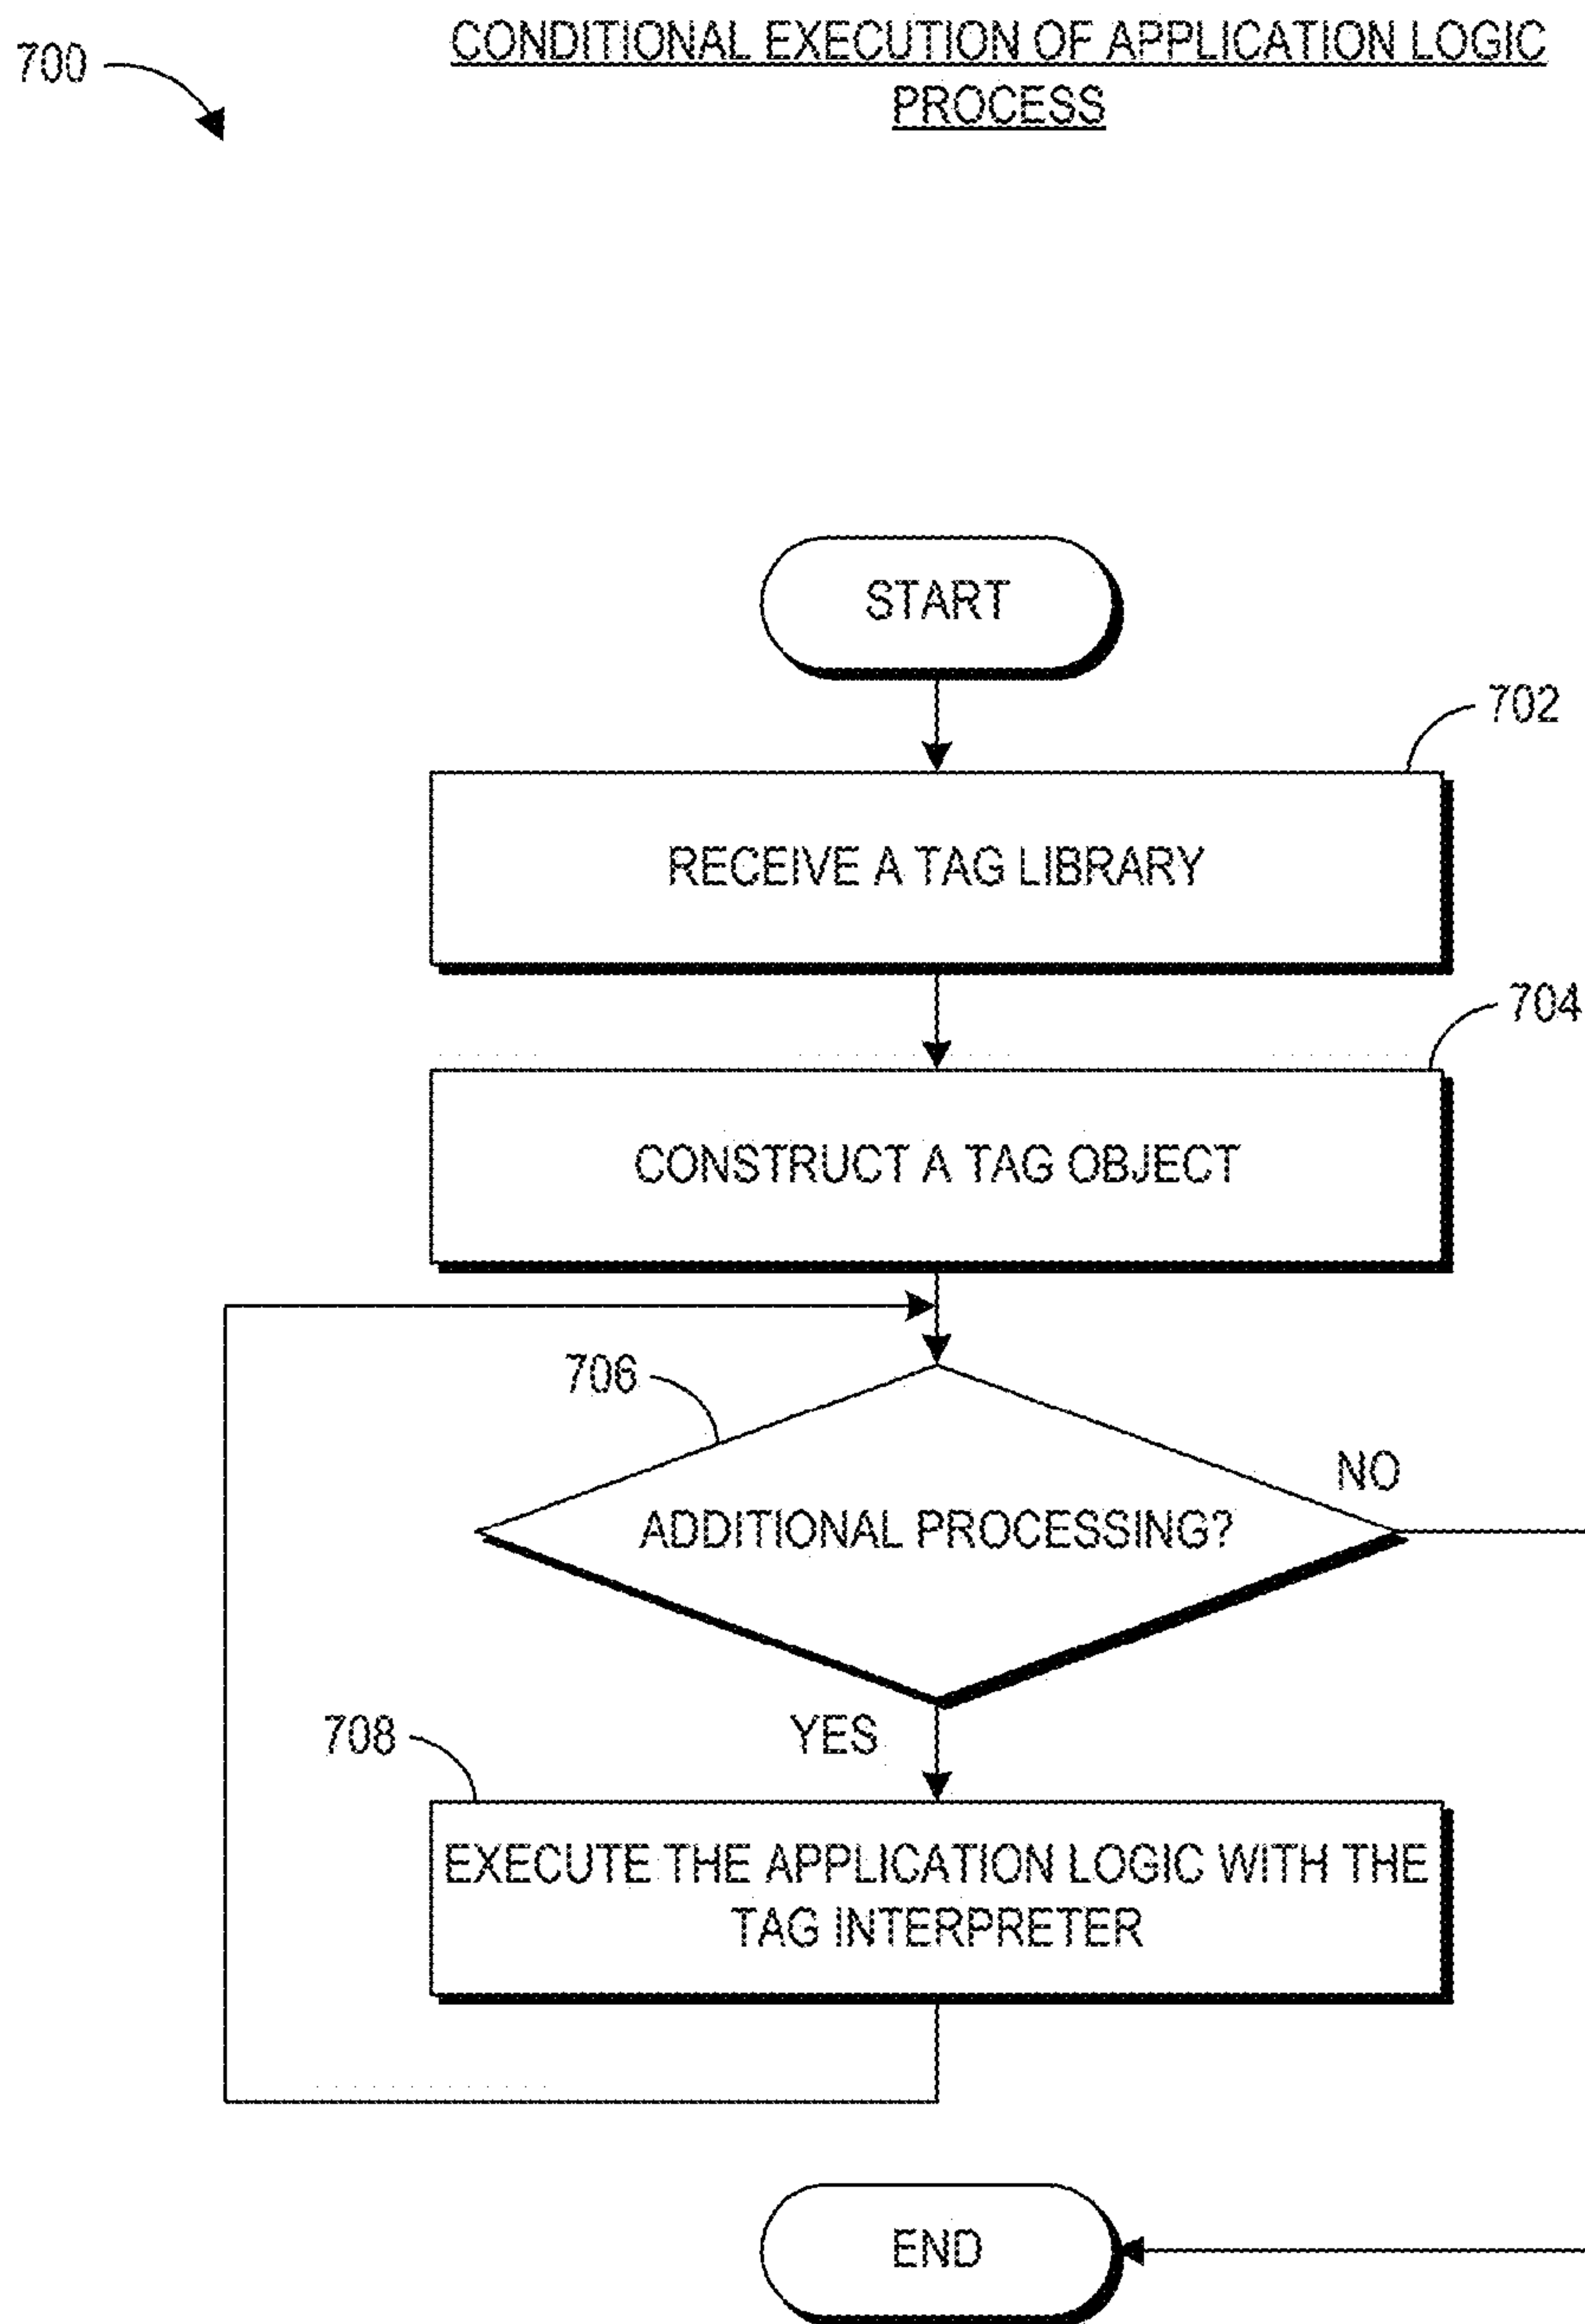 700
CONDITIONAL EXECUTION OF APPLICATION LOGIC
PROCESS
START
702
RECEIVE A TAG LIBRARY
704
CONSTRUCT A TAG OBJECT
706
NO
ADDITIONAL PROCESSING?
YES
708
EXECUTE THE APPLICATION LOGIC WITH THE
TAG INTERPRETER
END